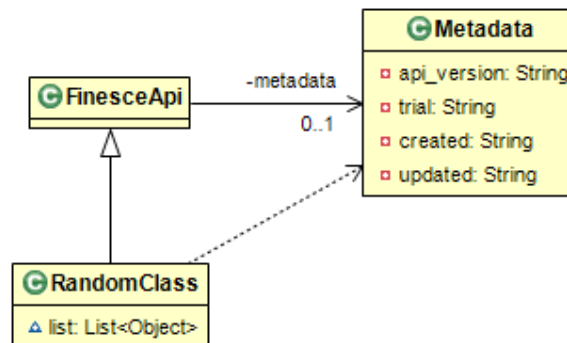 C Metadata
api_version: String
trial: String
created: String
updated: String
C FinesceApi
-metadata
0..1
C RandomClass
list: List<Object>